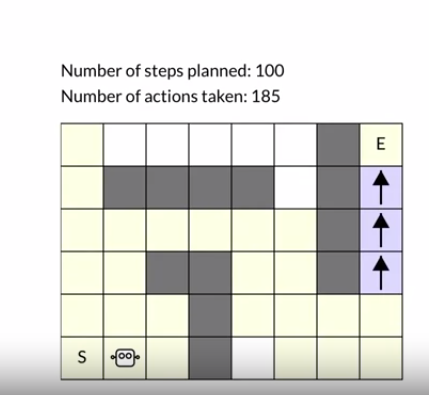 Number of steps planned: 100
Number of actions taken: 185
E
S